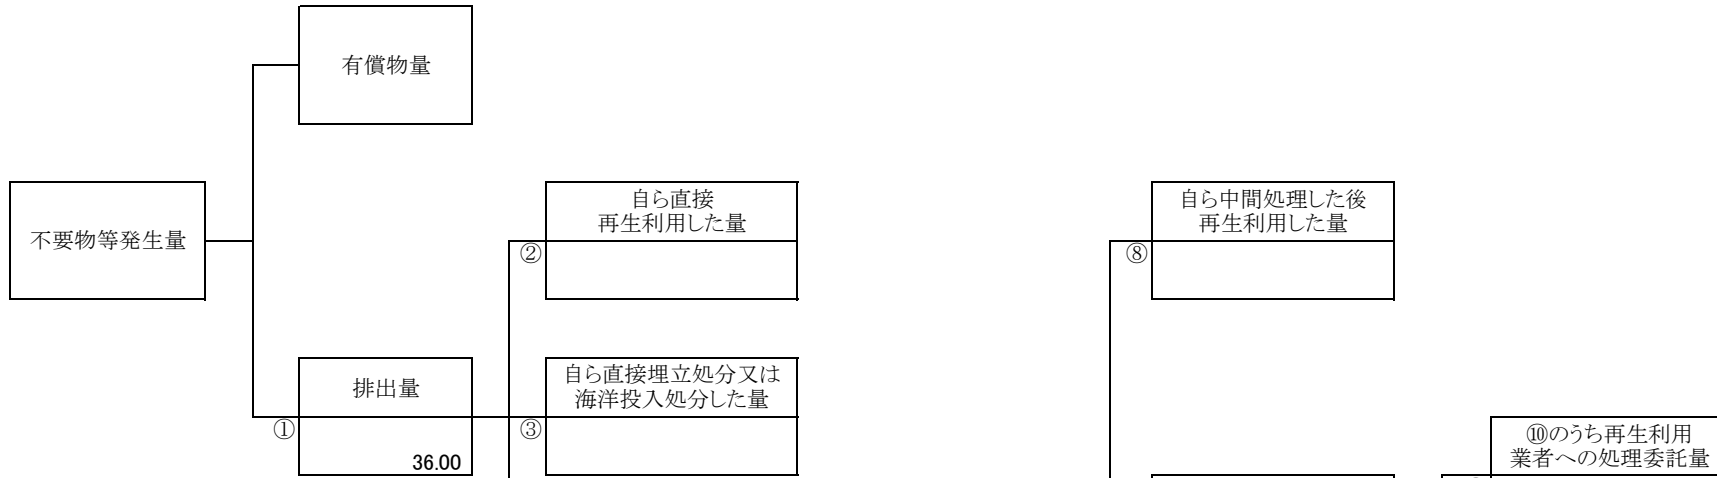 有償物量
不要物等発生量
自ら直接
再生利用した量
②
自ら中間処理した後
再生利用した量
⑧
排出量
①
36.00
自ら直接埋立処分又は
海洋投入処分した量
③
⑩のうち再生利用
業者への処理委託量